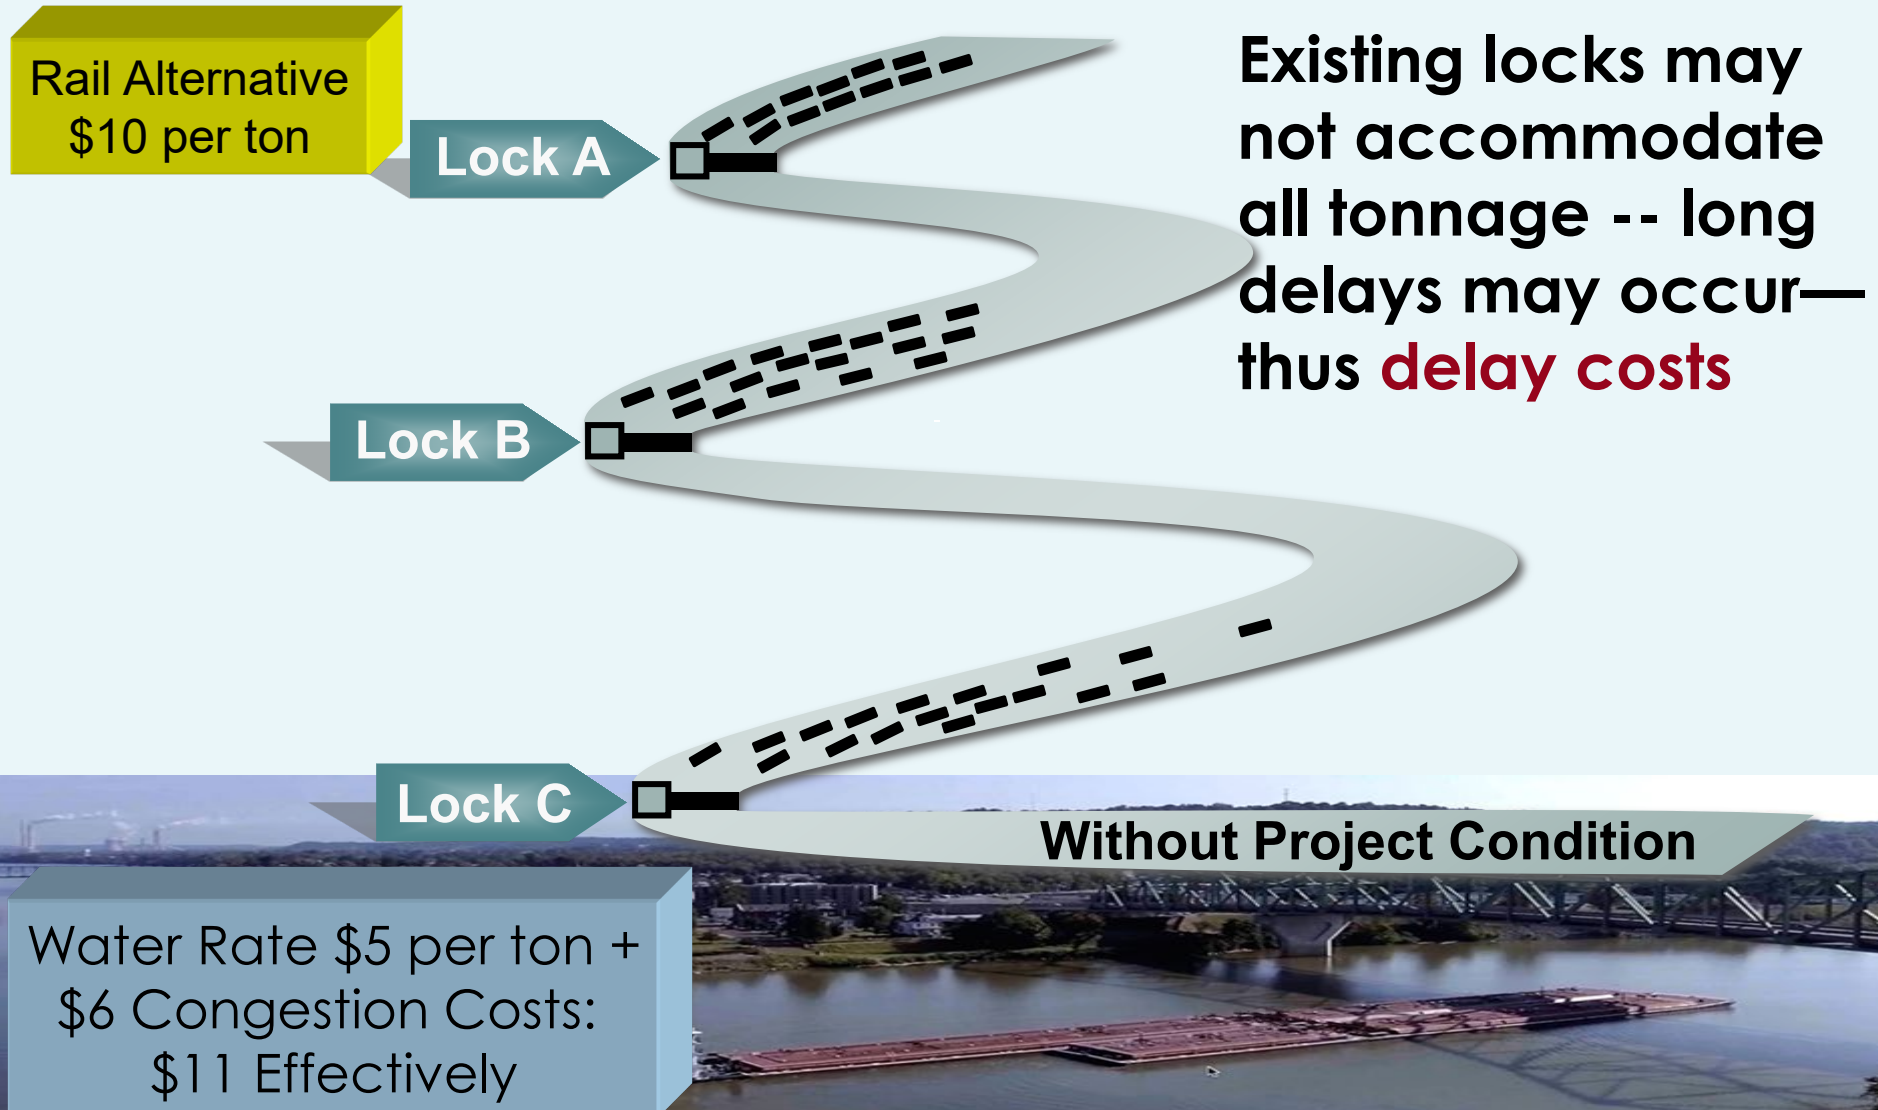 Rail Alternative
$10 per ton
Existing locks may
not accommodate
all tonnage -- long
delays may occur—
thus delay costs
Lock A
Lock B
Lock C
Without Project Condition
Water Rate $5 per ton +
$6 Congestion Costs:
$11 Effectively